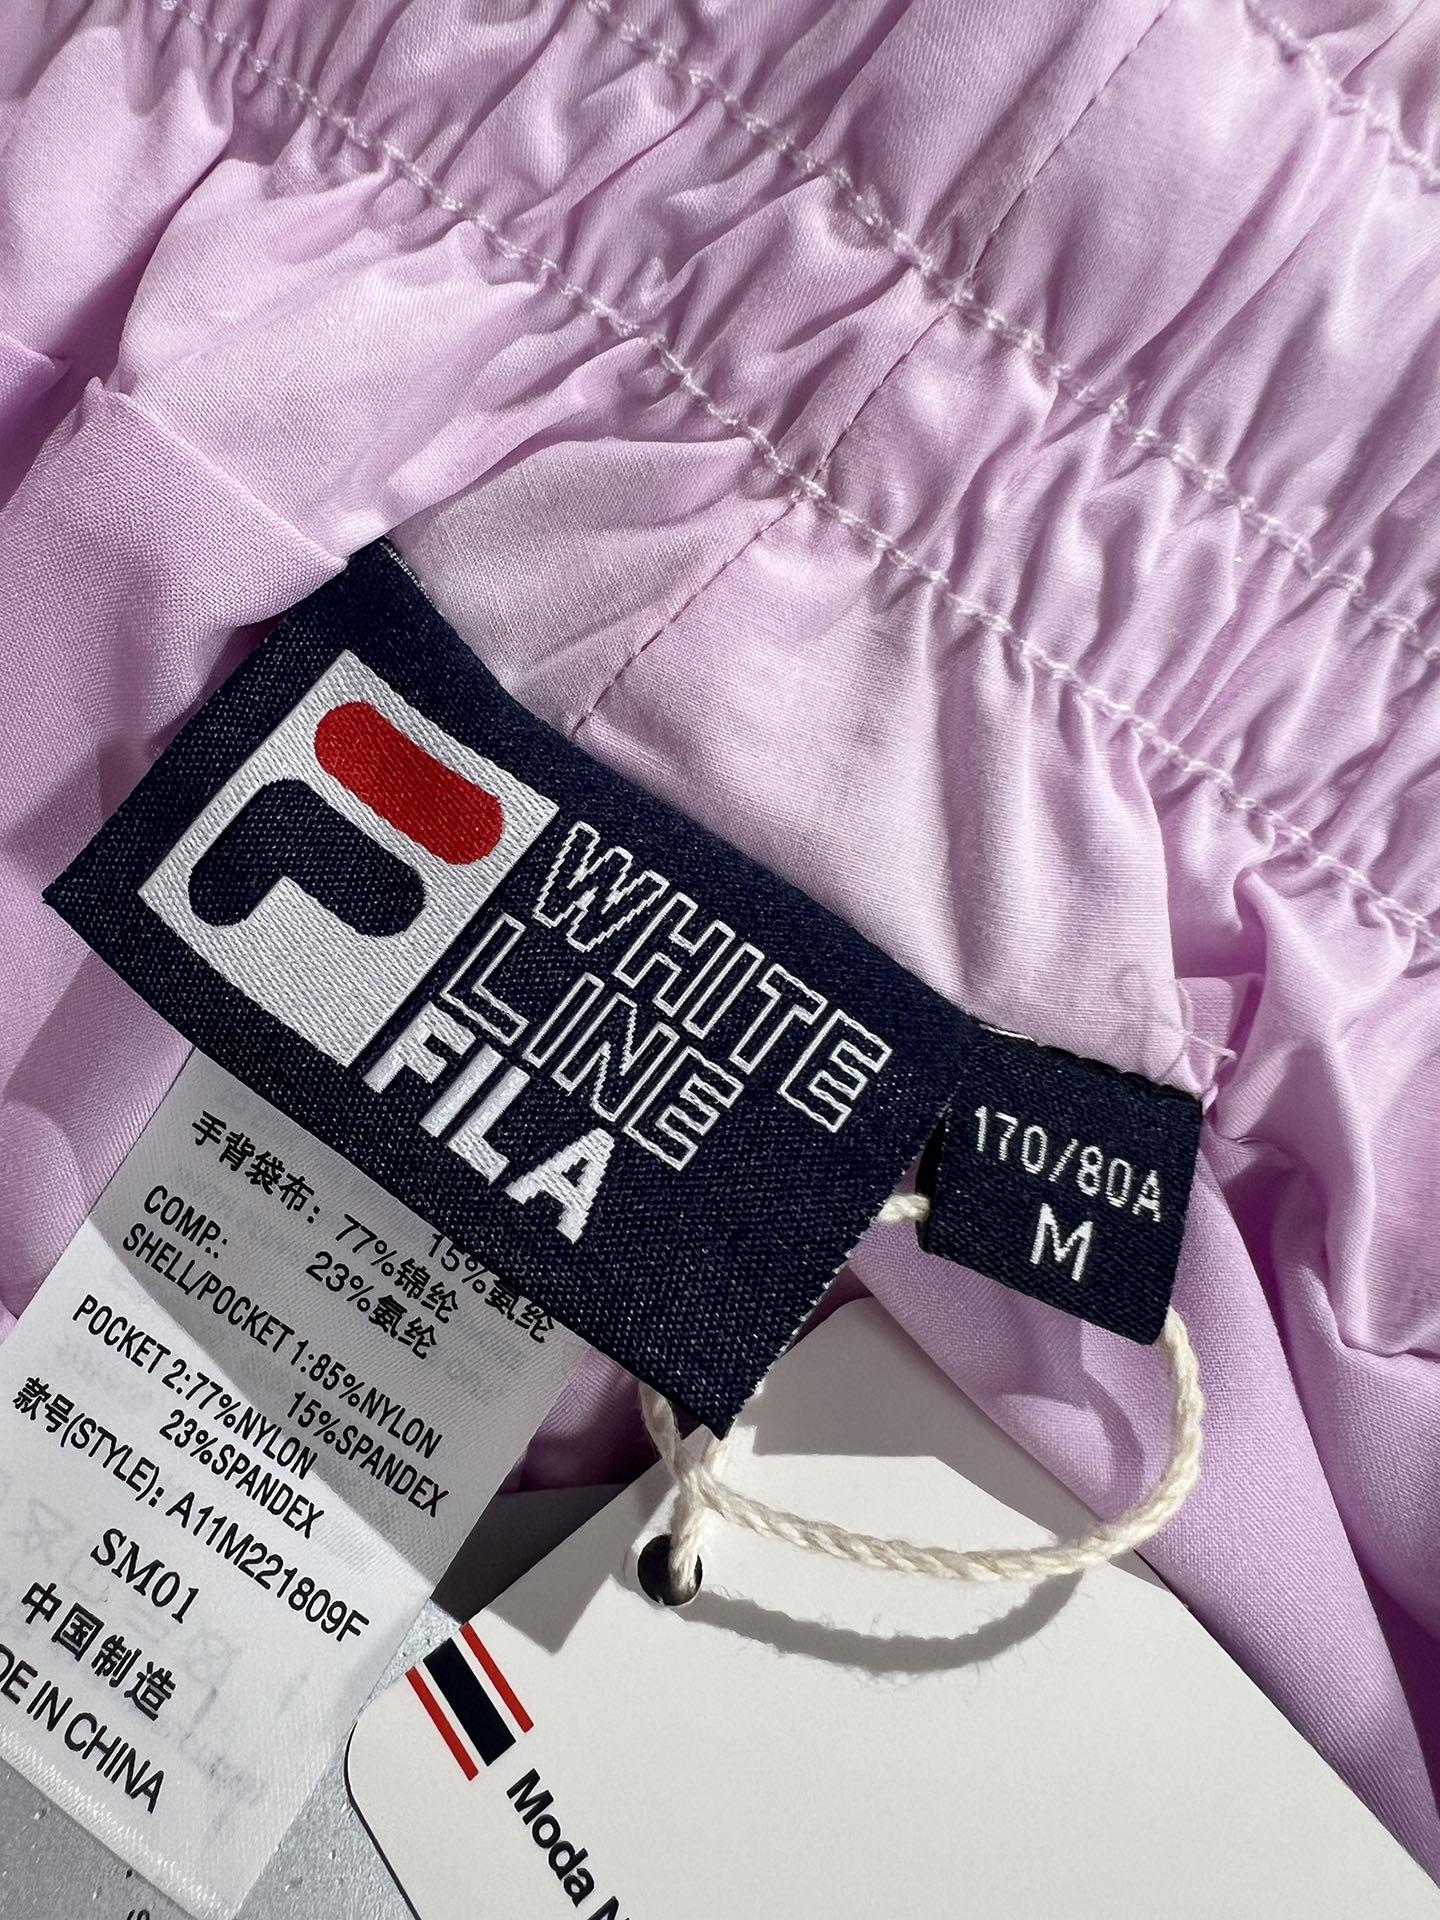 WHITE
LINE
FILA
170/80A
M
15%氨纶
手背袋布：77%锦纶
23%氨纶
COMP.:
SHELL/POCKET 1:85%NYLON
15%SPANDEX
POCKET 2:77%NYLON
23%SPANDEX
款号(STYLE): A11M221809F
SM01
中国制造
DE IN CHINA
Moda